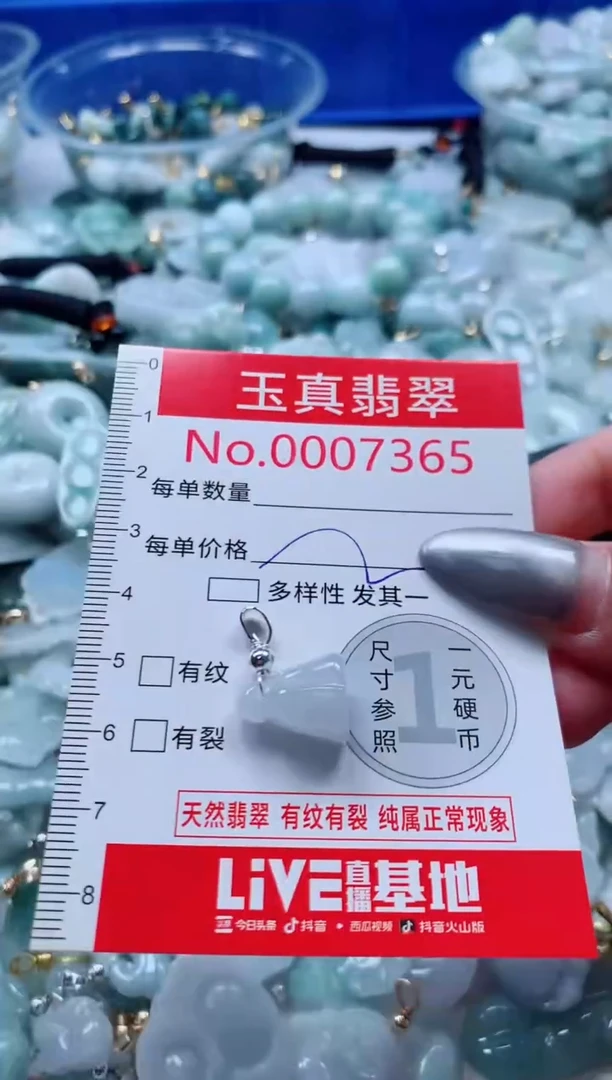 玉真翡翠
No.0007365
每单数量
每单价格
多样性 发其一
有纹
有裂
尺寸参照
1
一元硬币
天然翡翠 有纹有裂 纯属正常现象
LiVE直播基地
今日头条 抖音 西瓜视频 抖音火山版
0
1
2
3
4
5
6
7
8